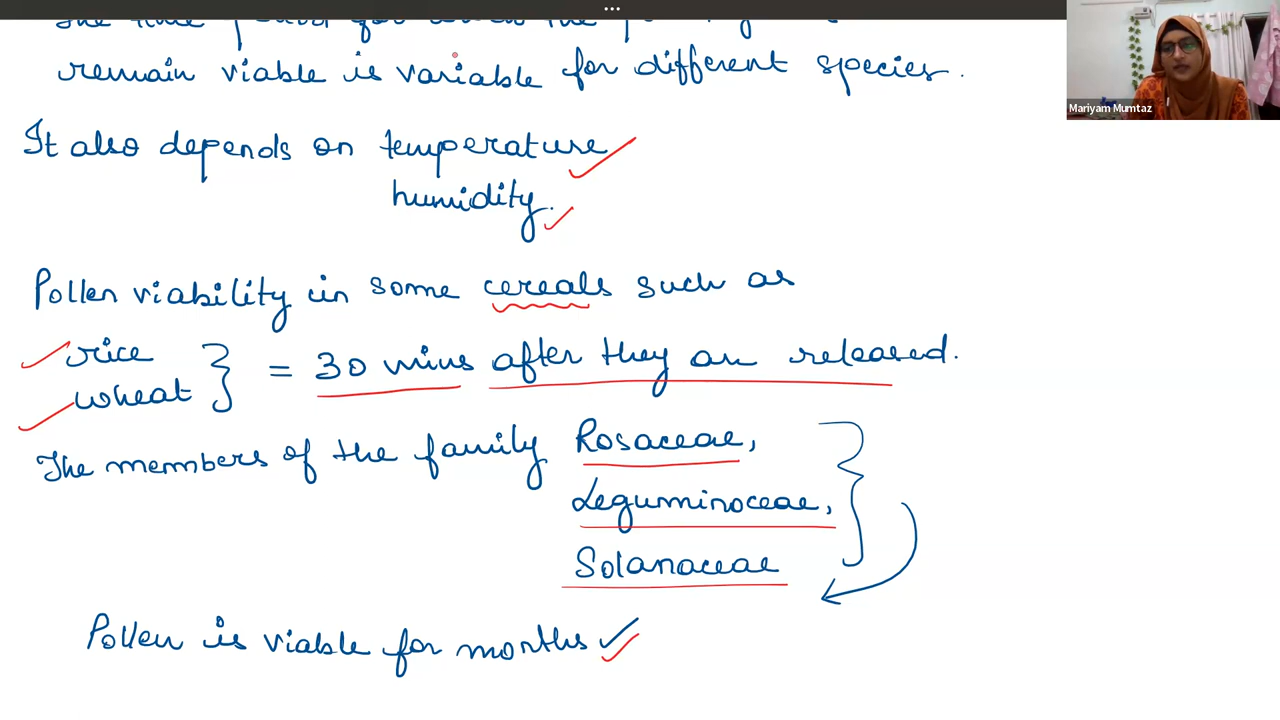 remain viable is variable for different species.
Mariyam Mumtaz
It also depends on temperature
humidity.
Pollen viability in some cereals such as
rice
wheat } = 30 mins after they are released.
The members of the family Rosaceae,
Leguminoceae,
Solanaceae
Pollen is viable for months